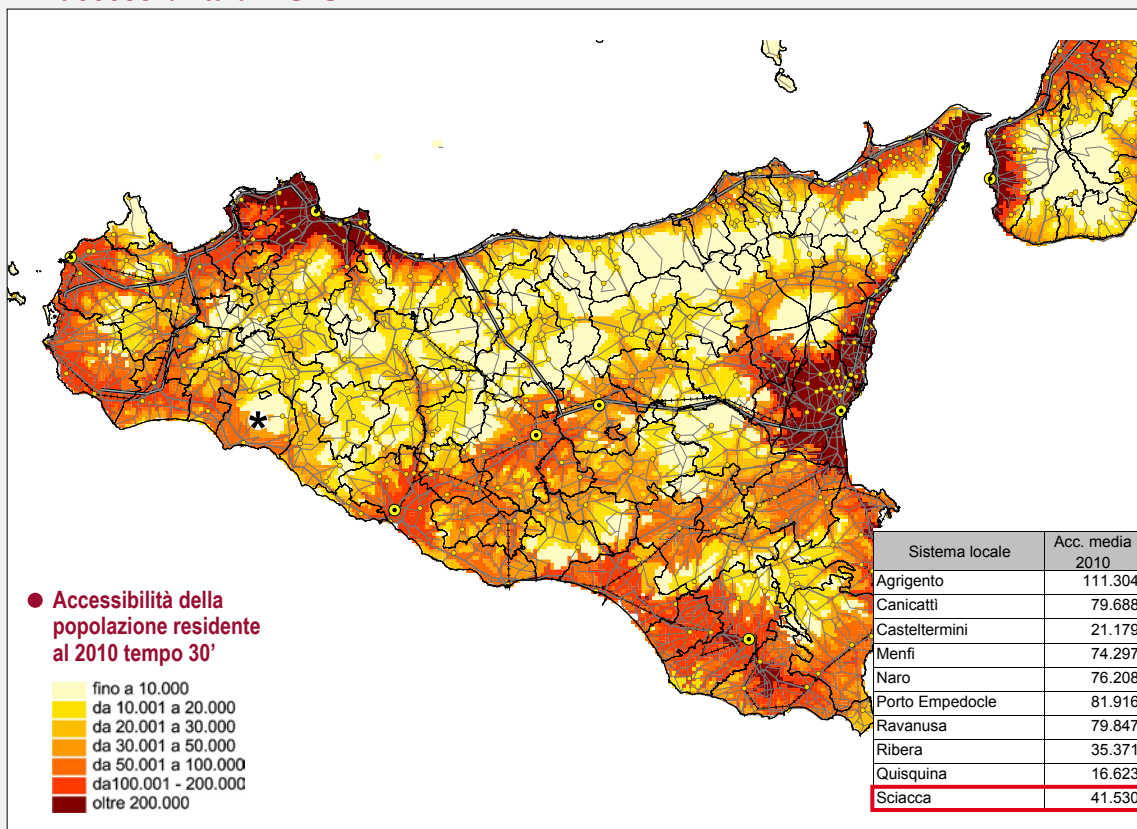 ● Accessibilità della
popolazione residente
al 2010 tempo 30’
fino a 10.000
da 10.001 a 20.000
da 20.001 a 30.000
da 30.001 a 50.000
da 50.001 a 100.000
da100.001 - 200.000
oltre 200.000
*
Sistema locale Acc. media 2010
Agrigento 111.304
Canicattì 79.688
Casteltermini 21.179
Menfi 74.297
Naro 76.208
Porto Empedocle 81.916
Ravanusa 79.847
Ribera 35.371
Quisquina 16.623
Sciacca 41.530